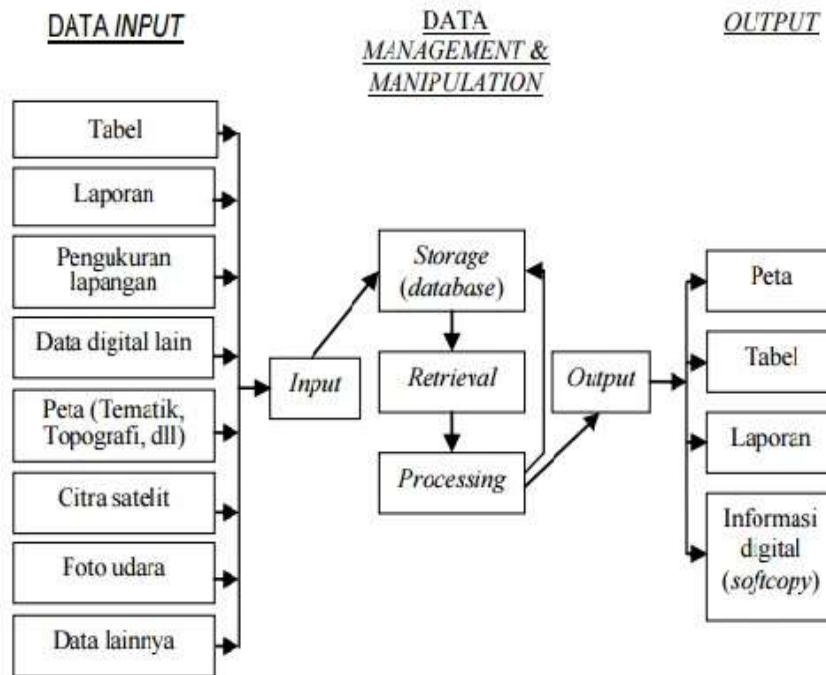 DATA INPUT
DATA
MANAGEMENT &
MANIPULATION
OUTPUT
Tabel
Laporan
Pengukuran
lapangan
Data digital lain
Peta (Tematik,
Topografi, dll)
Citra satelit
Foto udara
Data lainnya
Input
Storage
(database)
Retrieval
Processing
Output
Peta
Tabel
Laporan
Informasi
digital
(softcopy)